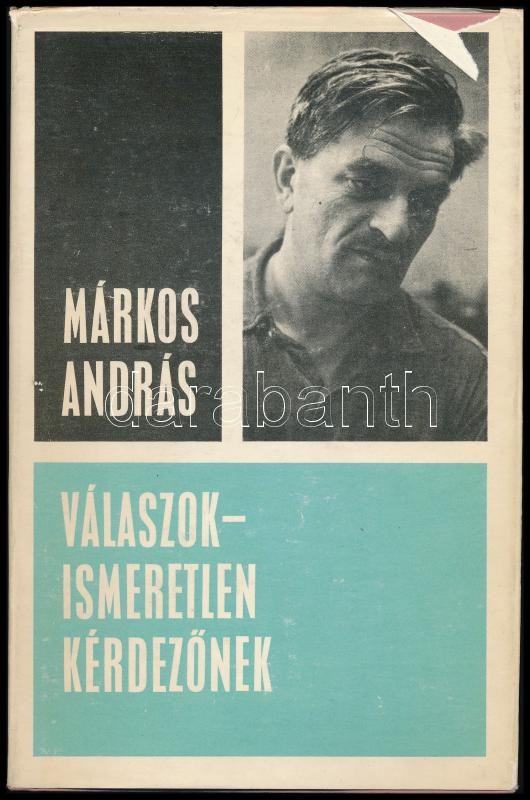 MÁRKOS
ANDRÁS
darabanth
VÁLASZOK–
ISMERETLEN
KÉRDEZŐNEK